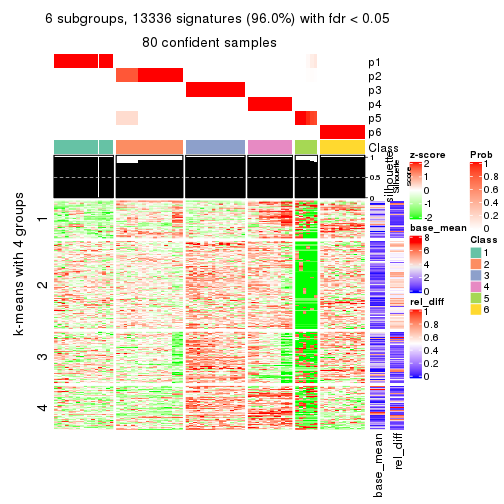 6 subgroups, 13336 signatures (96.0%) with fdr < 0.05
80 confident samples
p1
p2
p3
p4
p5
p6
Class
1
0.5
0
silhouette
Silhouette
score
k-means with 4 groups
1
2
3
4
base_mean
rel_diff
z-score
2
1
0
-1
-2
base_mean
8
6
4
2
0
rel_diff
1
0.8
0.6
0.4
0.2
0
Prob
1
0.8
0.6
0.4
0.2
0
Class
1
2
3
4
5
6